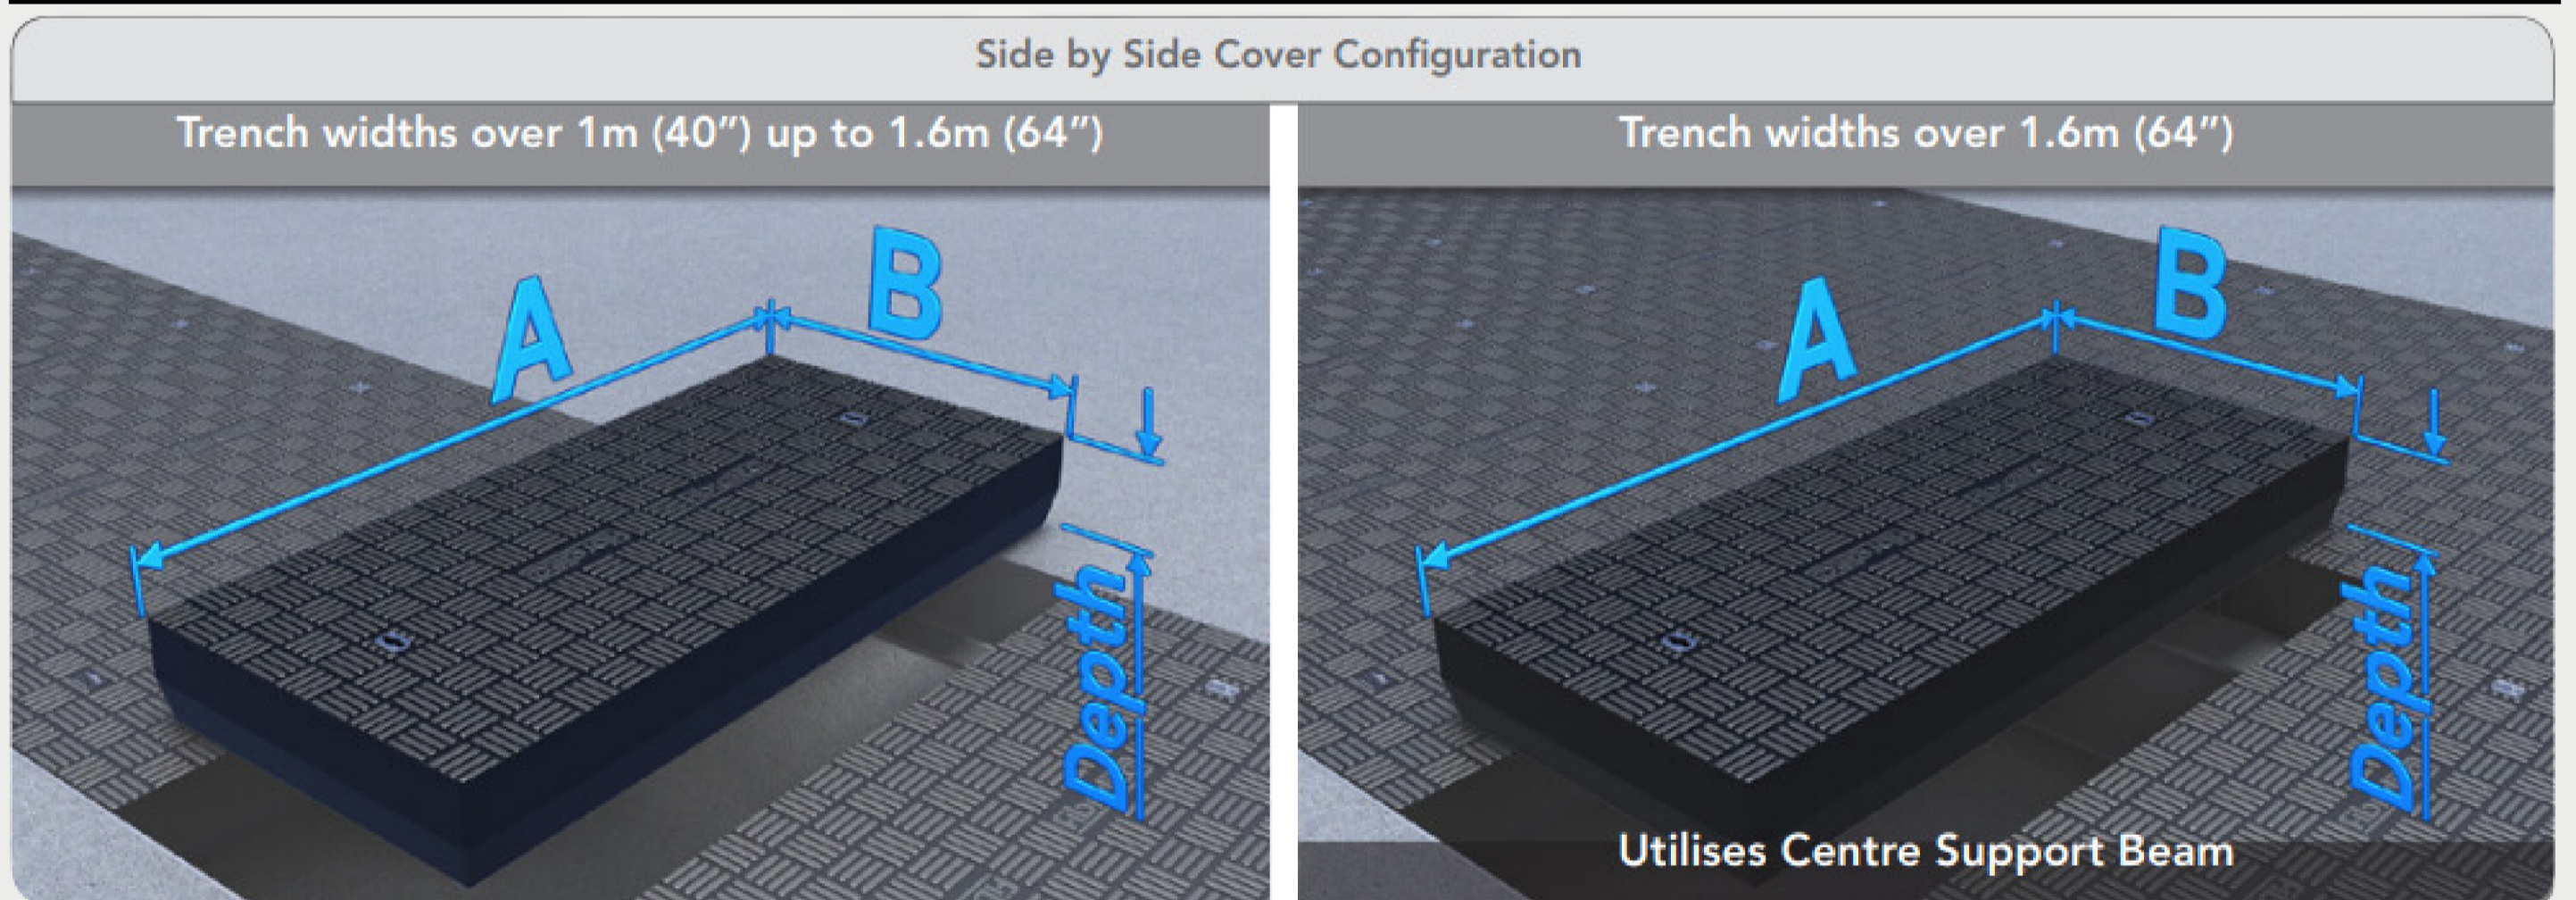 Side by Side Cover Configuration
Trench widths over 1m (40”) up to 1.6m (64”)
A
B
Depth
Trench widths over 1.6m (64”)
A
B
Depth
Utilises Centre Support Beam